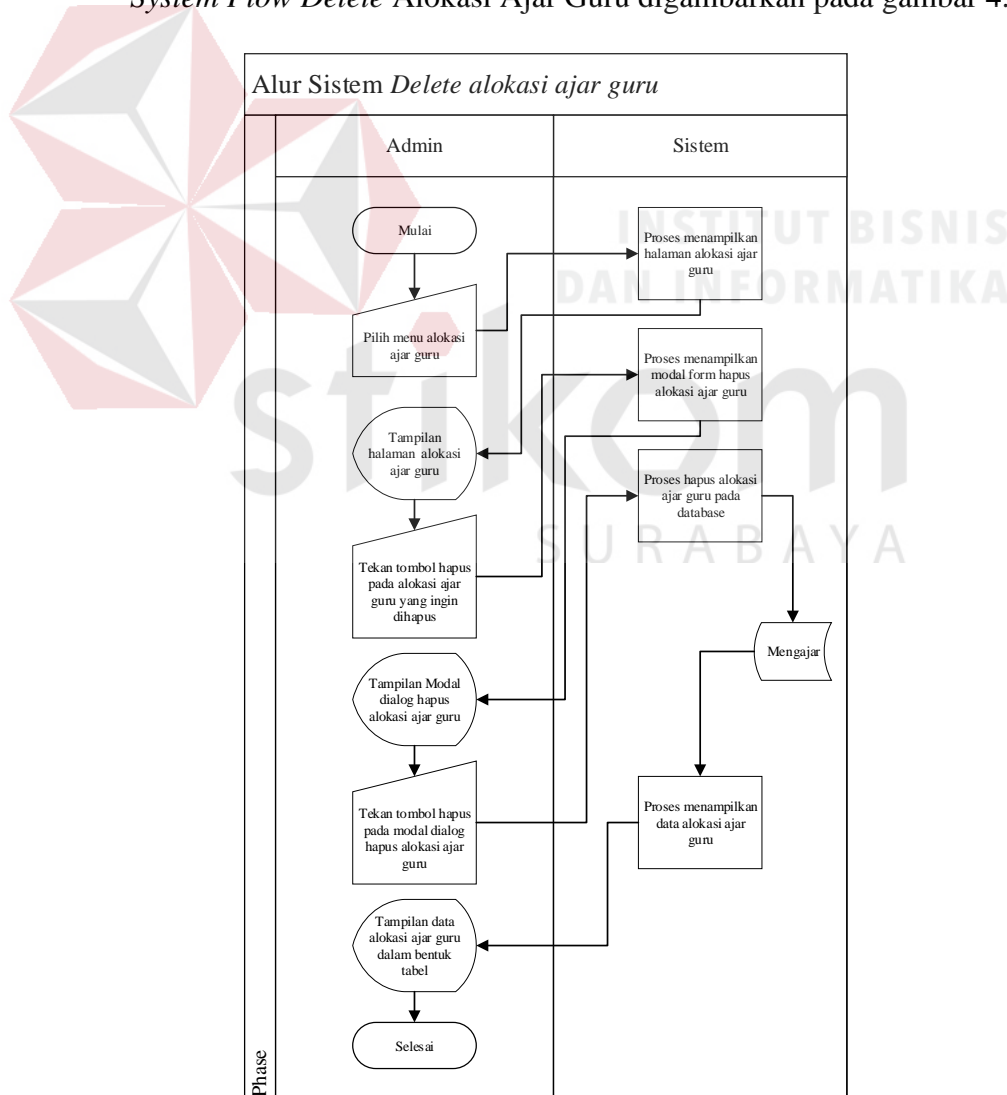 System Flow Delete Alokasi Ajar Guru digambarkan pada gambar 4.
Alur Sistem Delete alokasi ajar guru
Admin
Sistem
Mulai
Proses menampilkan
halaman alokasi ajar
guru
Pilih menu alokasi
ajar guru
Proses menampilkan
modal form hapus
alokasi ajar guru
Tampilan
halaman alokasi
ajar guru
Proses hapus alokasi
ajar guru pada
database
Tekan tombol hapus
pada alokasi ajar
guru yang ingin
dihapus
Mengajar
Tampilan Modal
dialog hapus
alokasi ajar guru
Tekan tombol hapus
pada modal dialog
hapus alokasi ajar
guru
Proses menampilkan
data alokasi ajar
guru
Tampilan data
alokasi ajar guru
dalam bentuk
tabel
Selesai
Phase
INSTITUT BISNIS
DAN INFORMATIKA
stikom
SURABAYA